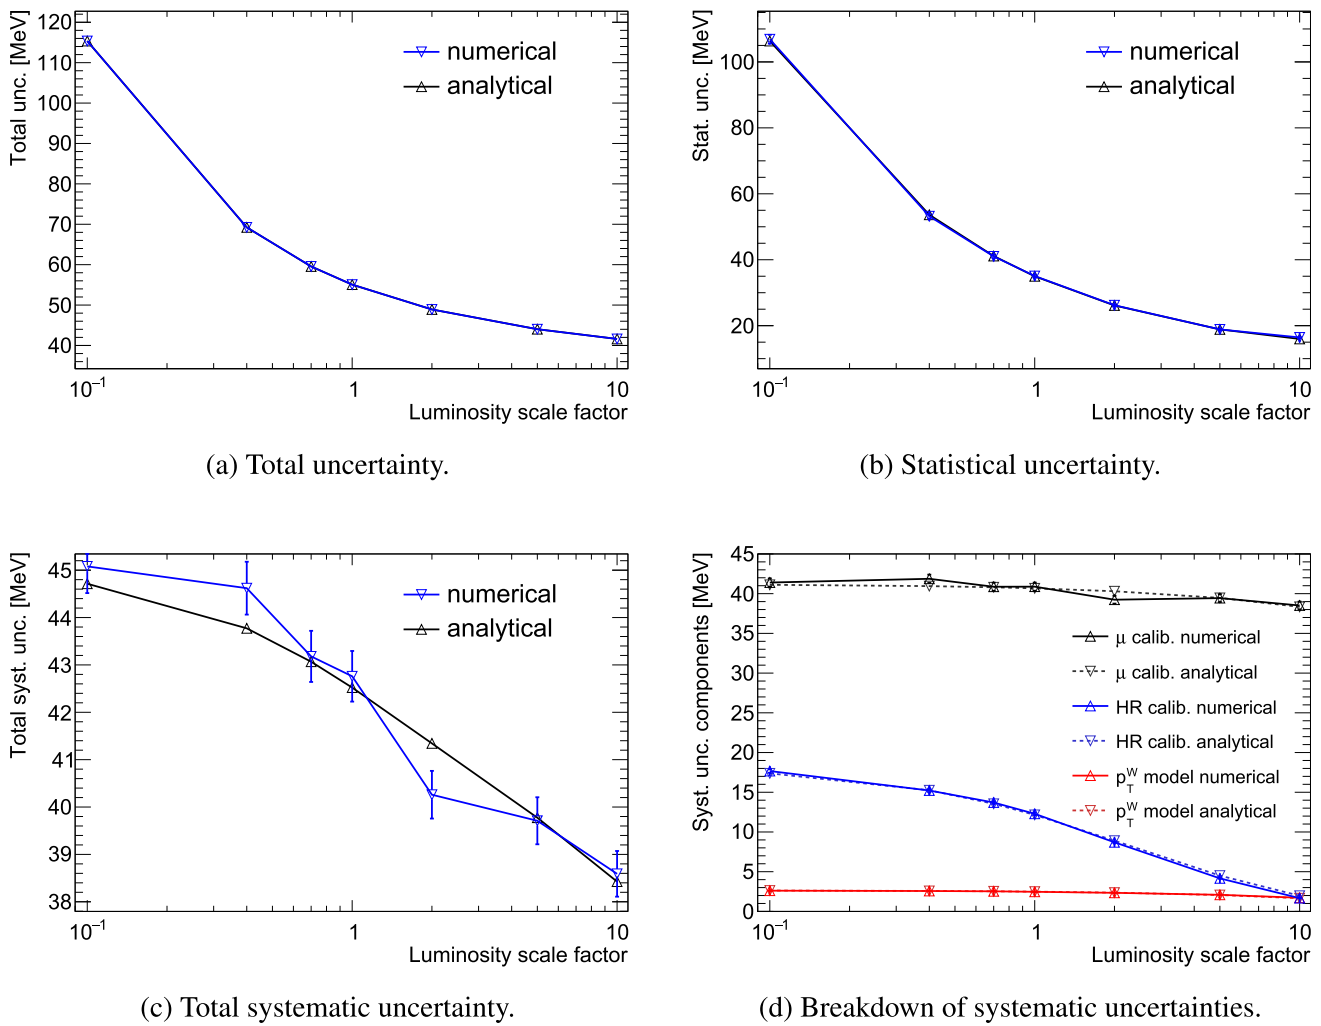 Total unc. [MeV]
120
110
100
90
80
70
60
50
40
numerical
analytical
10⁻¹
1
10
Luminosity scale factor
(a) Total uncertainty.
Stat. unc. [MeV]
100
80
60
40
20
numerical
analytical
10⁻¹
1
10
Luminosity scale factor
(b) Statistical uncertainty.
Total syst. unc. [MeV]
45
44
43
42
41
40
39
38
numerical
analytical
10⁻¹
1
10
Luminosity scale factor
(c) Total systematic uncertainty.
Syst. unc. components [MeV]
45
40
35
30
25
20
15
10
5
0
μ calib. numerical
μ calib. analytical
HR calib. numerical
HR calib. analytical
p_T^W model numerical
p_T^W model analytical
10⁻¹
1
10
Luminosity scale factor
(d) Breakdown of systematic uncertainties.